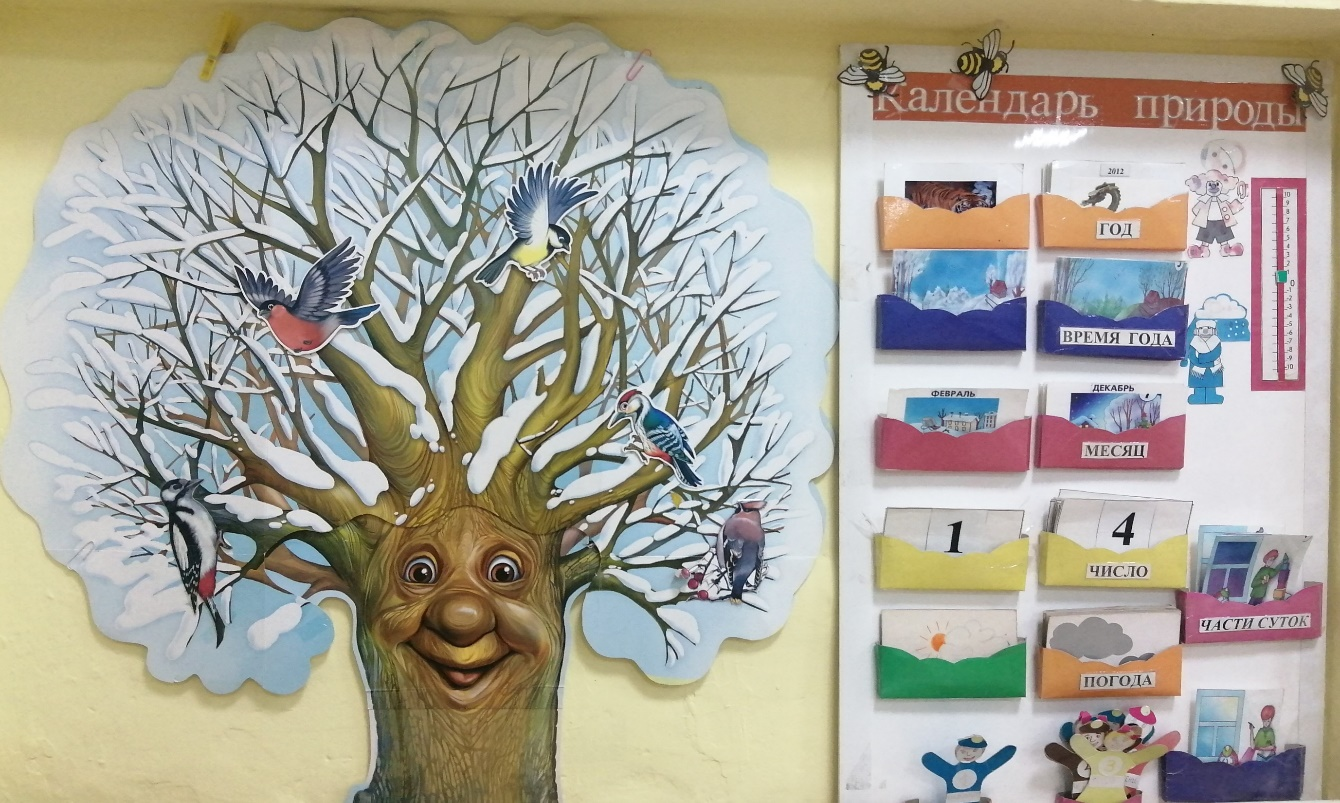 Календарь природы
2012
ГОД
ВРЕМЯ ГОДА
ФЕВРАЛЬ
ДЕКАБРЬ
МЕСЯЦ
1
4
ЧИСЛО
ЧАСТИ СУТОК
ПОГОДА